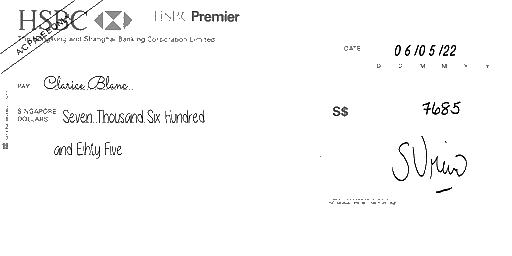 HSBC HSBC Premier
The Hongkong and Shanghai Banking Corporation Limited
A/C PAYEE ONLY
DATE 06/05/22
D D M M Y Y
PAY Clarice Blanc
SINGAPORE DOLLARS Seven Thousand Six Hundred
and Eihty Five
S$ 7685